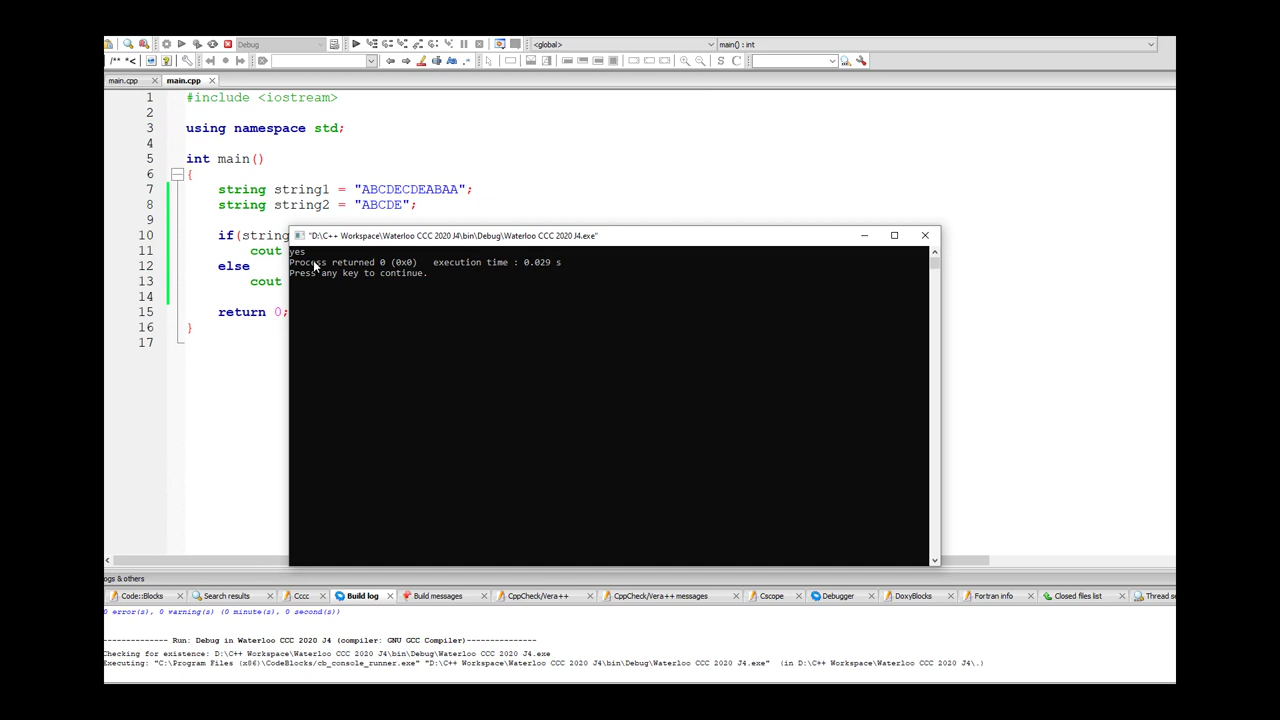 Debug
<global>
main() : int
/** *<
S C
main.cpp
main.cpp
1 #include <iostream>
2
3 using namespace std;
4
5 int main()
6 {
7 string string1 = "ABCDECDEABAA";
8 string string2 = "ABCDE";
9
10 if(string
11 cout
12 else
13 cout
14
15 return 0;
16 }
17
"D:\C++ Workspace\Waterloo CCC 2020 J4\bin\Debug\Waterloo CCC 2020 J4.exe"
yes
Process returned 0 (0x0) execution time : 0.029 s
Press any key to continue.
ogs & others
Code::Blocks
Search results
Cccc
Build log
Build messages
CppCheck/Vera++
CppCheck/Vera++ messages
Cscope
Debugger
DoxyBlocks
Fortran info
Closed files list
Thread se
0 error(s), 0 warning(s) (0 minute(s), 0 second(s))
-------------- Run: Debug in Waterloo CCC 2020 J4 (compiler: GNU GCC Compiler)---------------
Checking for existence: D:\C++ Workspace\Waterloo CCC 2020 J4\bin\Debug\Waterloo CCC 2020 J4.exe
Executing: "C:\Program Files (x86)\CodeBlocks/cb_console_runner.exe" "D:\C++ Workspace\Waterloo CCC 2020 J4\bin\Debug\Waterloo CCC 2020 J4.exe" (in D:\C++ Workspace\Waterloo CCC 2020 J4\.)